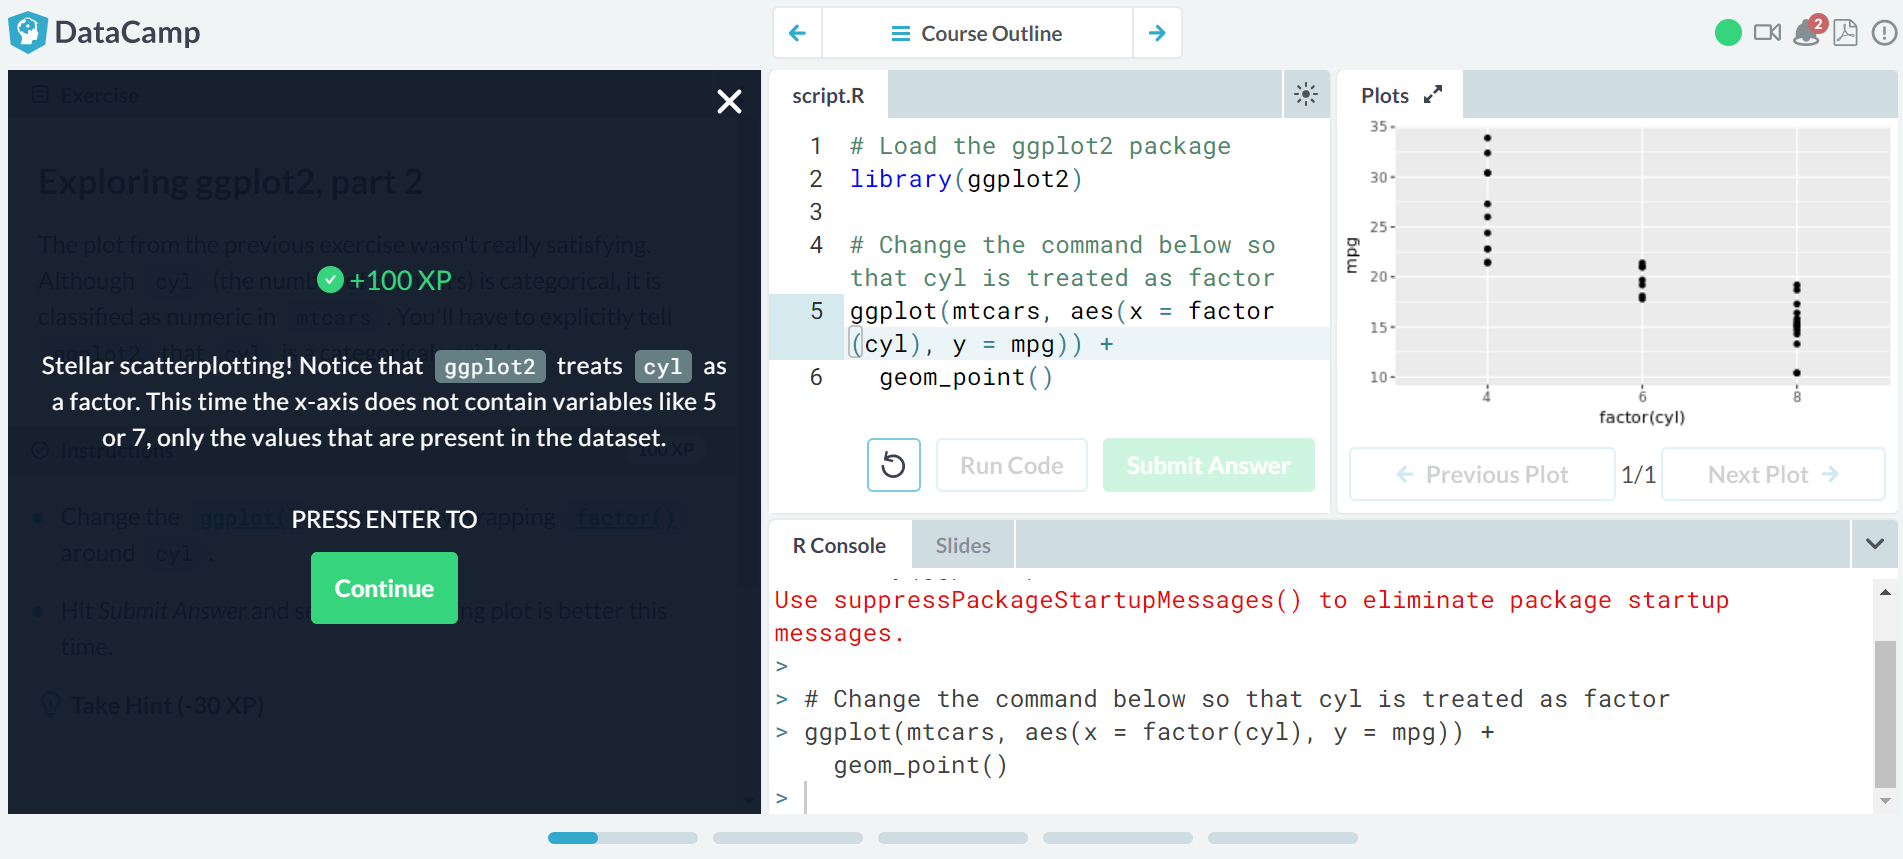 DataCamp
Course Outline
2
Exercise
Exploring ggplot2, part 2
The plot from the previous exercise wasn't really satisfying.
Although cyl (the numb s) is categorical, it is
classified as numeric in mtcars . You'll have to explicitly tell
+100 XP
Stellar scatterplotting! Notice that ggplot2 treats cyl as
a factor. This time the x-axis does not contain variables like 5
or 7, only the values that are present in the dataset.
Instructions
100 XP
PRESS ENTER TO
Change the ggplot( rapping factor()
around cyl .
Continue
Hit Submit Answer and se ng plot is better this
time.
Take Hint (-30 XP)
script.R
1 # Load the ggplot2 package
2 library(ggplot2)
3
4 # Change the command below so
that cyl is treated as factor
5 ggplot(mtcars, aes(x = factor
(cyl), y = mpg)) +
6 geom_point()
Run Code
Submit Answer
Plots
35
30
25
20
15
10
mpg
4 6 8
factor(cyl)
Previous Plot
1/1
Next Plot
R Console
Slides
Use suppressPackageStartupMessages() to eliminate package startup
messages.
>
> # Change the command below so that cyl is treated as factor
> ggplot(mtcars, aes(x = factor(cyl), y = mpg)) +
geom_point()
>